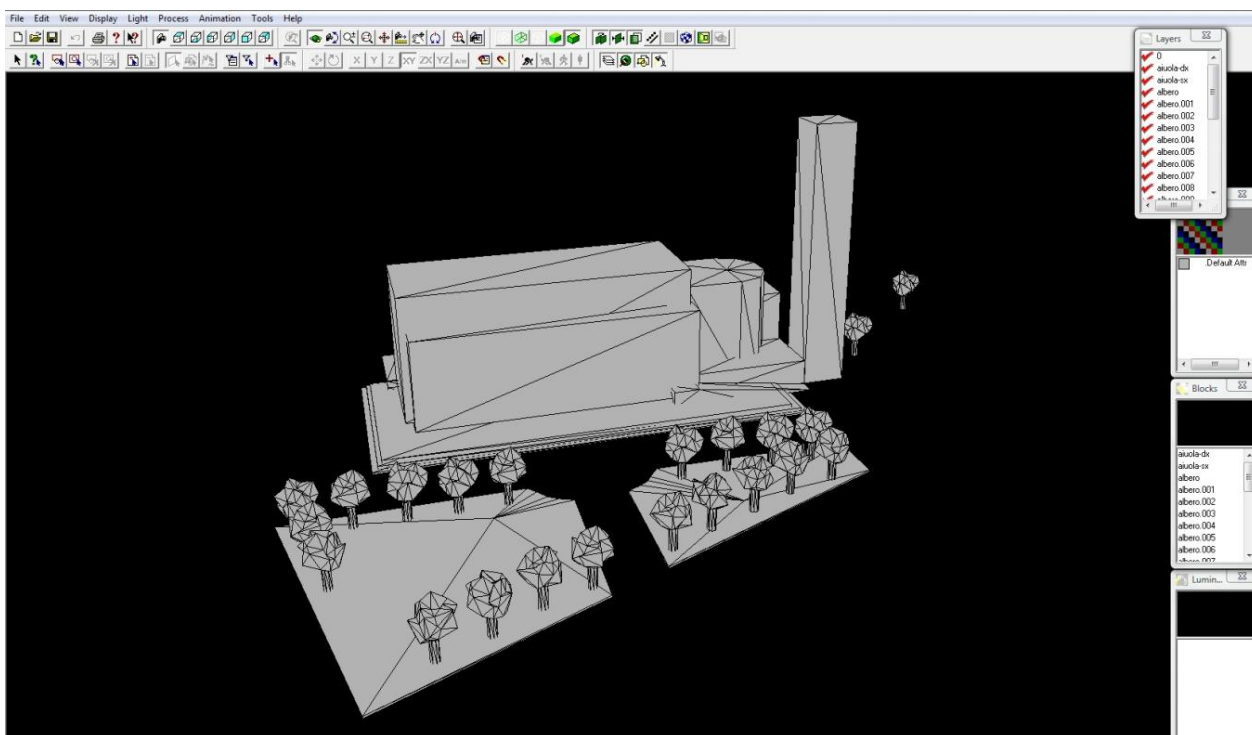 File Edit View Display Light Process Animation Tools Help
X Y Z XY ZX YZ Aim
Layers
0
aiuola-dx
aiuola-sx
albero
albero.001
albero.002
albero.003
albero.004
albero.005
albero.006
albero.007
albero.008
Default Attr
Blocks
aiuola-dx
aiuola-sx
albero
albero.001
albero.002
albero.003
albero.004
albero.005
albero.006
Lumin...